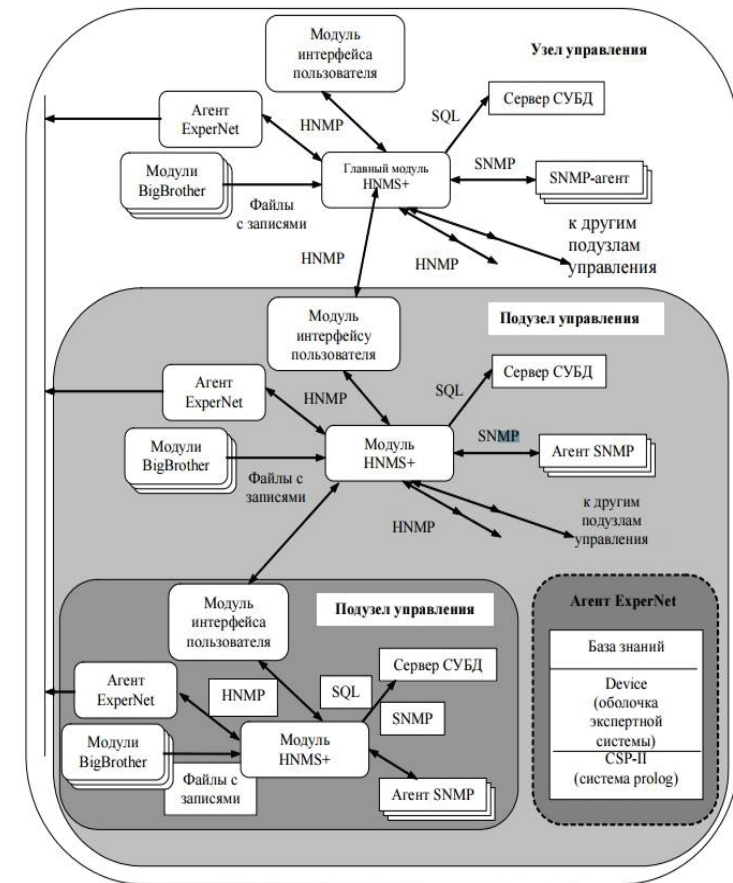 Модуль
интерфейса
пользователя
Узел управления
Агент
ExperNet
HNMP
SQL
Сервер СУБД
Модули
BigBrother
Главный модуль
HNMS+
SNMP
SNMP-агент
Файлы
с записями
HNMP
HNMP
к другим
подузлам
управления
Модуль
интерфейсу
пользователя
Подузел управления
Агент
ExperNet
HNMP
SQL
Сервер СУБД
Модули
BigBrother
Модуль
HNMS+
SNMP
Агент SNMP
Файлы с
записями
HNMP
к другим
подузлам
управления
Модуль
интерфейса
пользователя
Подузел управления
Агент
ExperNet
HNMP
SQL
Сервер СУБД
SNMP
Модули
BigBrother
Модуль
HNMS+
Файлы с
записями
Агент SNMP
Агент ExperNet
База знаний
Device
(оболочка
экспертной
системы)
CSP-II
(система prolog)